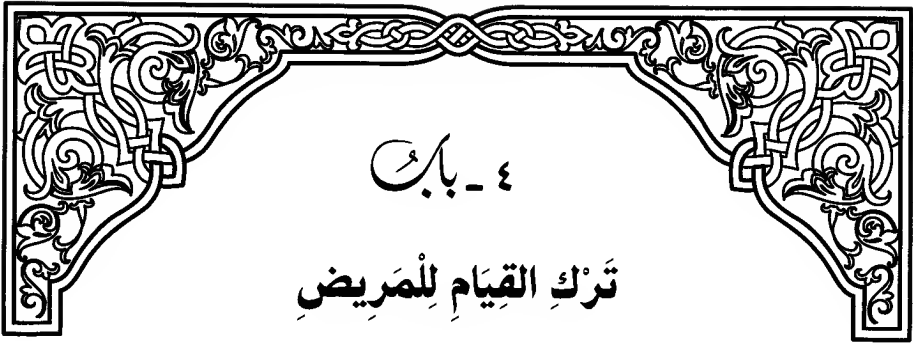 ٤ - بابُ
تَرْكِ القِيَامِ لِلْمَرِيضِ